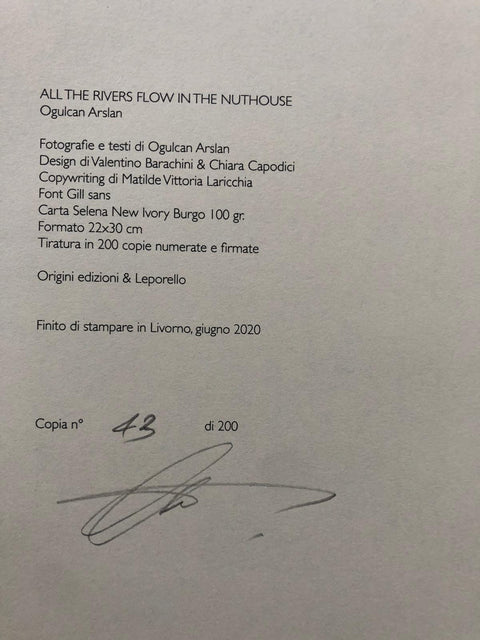 ALL THE RIVERS FLOW IN THE NUTHOUSE
Ogulcan Arslan
Fotografie e testi di Ogulcan Arslan
Design di Valentino Barachini & Chiara Capodici
Copywriting di Matilde Vittoria Laricchia
Font Gill sans
Carta Selena New Ivory Burgo 100 gr.
Formato 22x30 cm
Tiratura in 200 copie numerate e firmate
Origini edizioni & Leporello
Finito di stampare in Livorno, giugno 2020
Copia n° 43 di 200